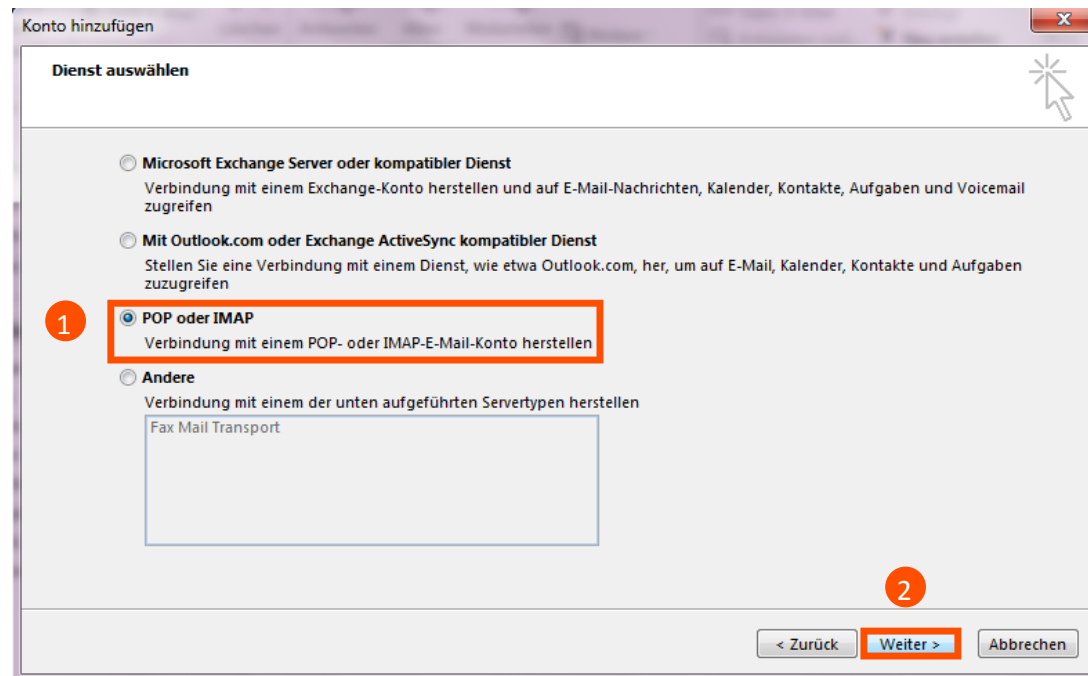 Konto hinzufügen
Dienst auswählen
Microsoft Exchange Server oder kompatibler Dienst
Verbindung mit einem Exchange-Konto herstellen und auf E-Mail-Nachrichten, Kalender, Kontakte, Aufgaben und Voicemail
zugreifen
Mit Outlook.com oder Exchange ActiveSync kompatibler Dienst
Stellen Sie eine Verbindung mit einem Dienst, wie etwa Outlook.com, her, um auf E-Mail, Kalender, Kontakte und Aufgaben
zuzugreifen
1
POP oder IMAP
Verbindung mit einem POP- oder IMAP-E-Mail-Konto herstellen
Andere
Verbindung mit einem der unten aufgeführten Servertypen herstellen
Fax Mail Transport
2
< Zurück Weiter > Abbrechen